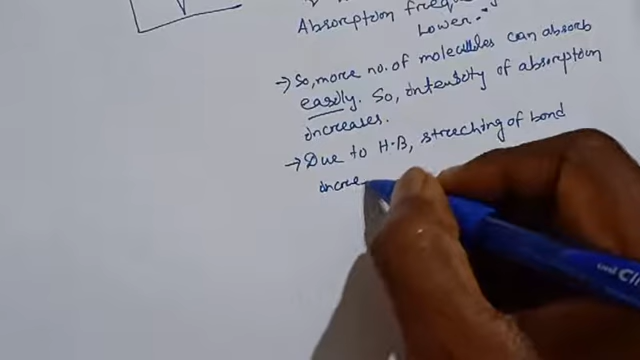 Absorption freque
Lower.
→ So, more no. of molecules can absorb
easily. So, intensity of absorption
increases.
→ Due to H.B, streching of bond
incre